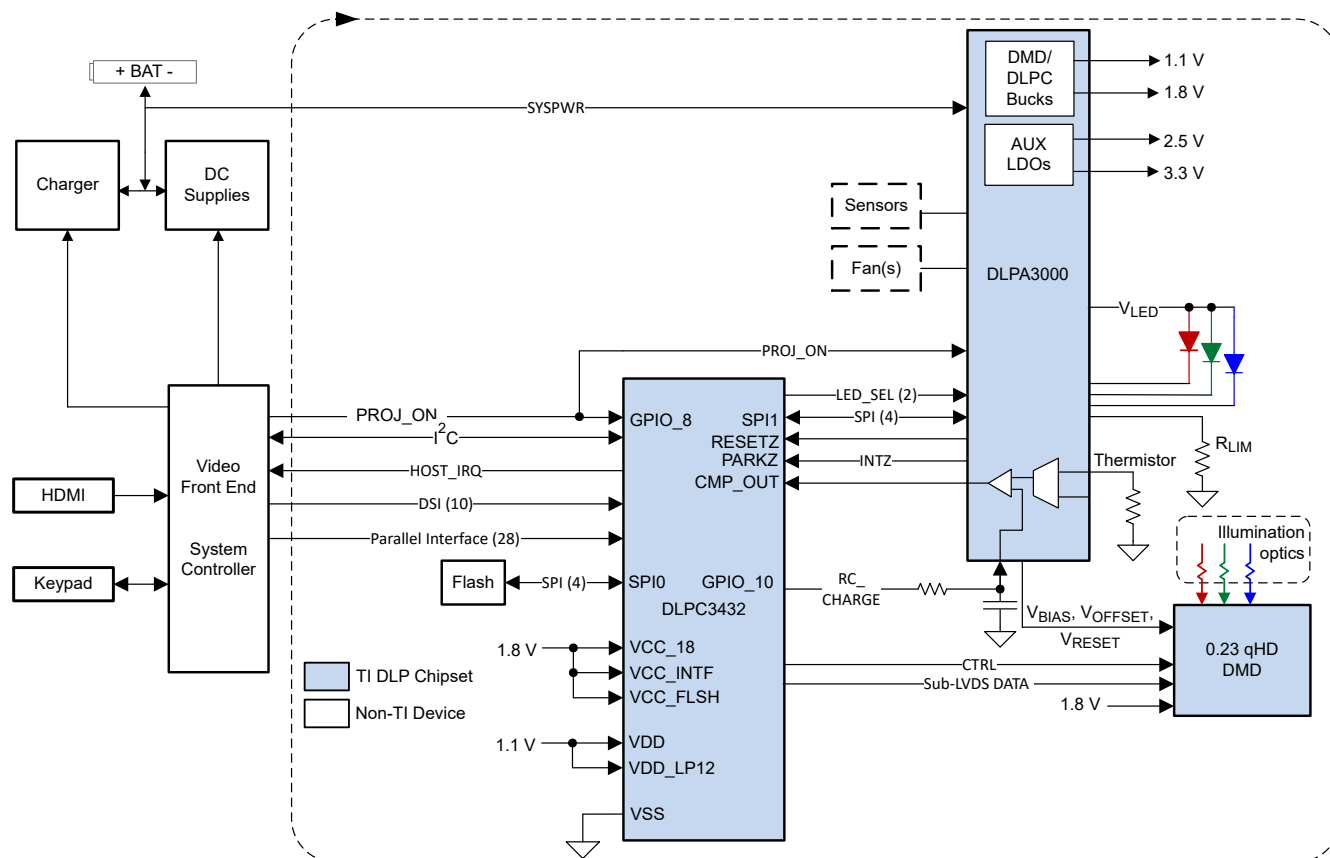 + BAT -
SYSPWR
Charger
DC
Supplies
DMD/
DLPC
Bucks
1.1 V
1.8 V
AUX
LDOs
2.5 V
3.3 V
Sensors
Fan(s)
DLPA3000
VLED
PROJ_ON
PROJ_ON
I2C
HOST_IRQ
DSI (10)
Parallel Interface (28)
Video
Front End
System
Controller
HDMI
Keypad
GPIO_8
LED_SEL (2)
SPI1
SPI (4)
RESETZ
PARKZ
INTZ
CMP_OUT
Thermistor
RLIM
Illumination
optics
Flash
SPI (4)
SPI0
GPIO_10
DLPC3432
RC_
CHARGE
VBIAS, VOFFSET,
VRESET
0.23 qHD
DMD
CTRL
Sub-LVDS DATA
1.8 V
1.8 V
VCC_18
VCC_INTF
VCC_FLSH
1.1 V
VDD
VDD_LP12
VSS
TI DLP Chipset
Non-TI Device